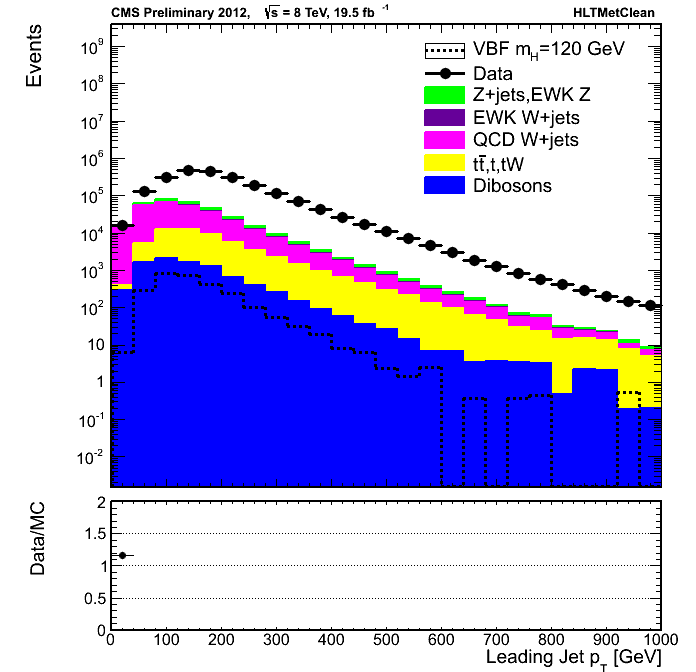 CMS Preliminary 2012, √s = 8 TeV, 19.5 fb⁻¹ HLTMetClean
Events
10⁹
10⁸
10⁷
10⁶
10⁵
10⁴
10³
10²
10
1
10⁻¹
10⁻²
VBF m_H=120 GeV
Data
Z+jets,EWK Z
EWK W+jets
QCD W+jets
tt̄,t,tW
Dibosons
Data/MC
2
1.5
1
0.5
0
0 100 200 300 400 500 600 700 800 900 1000
Leading Jet p_T [GeV]